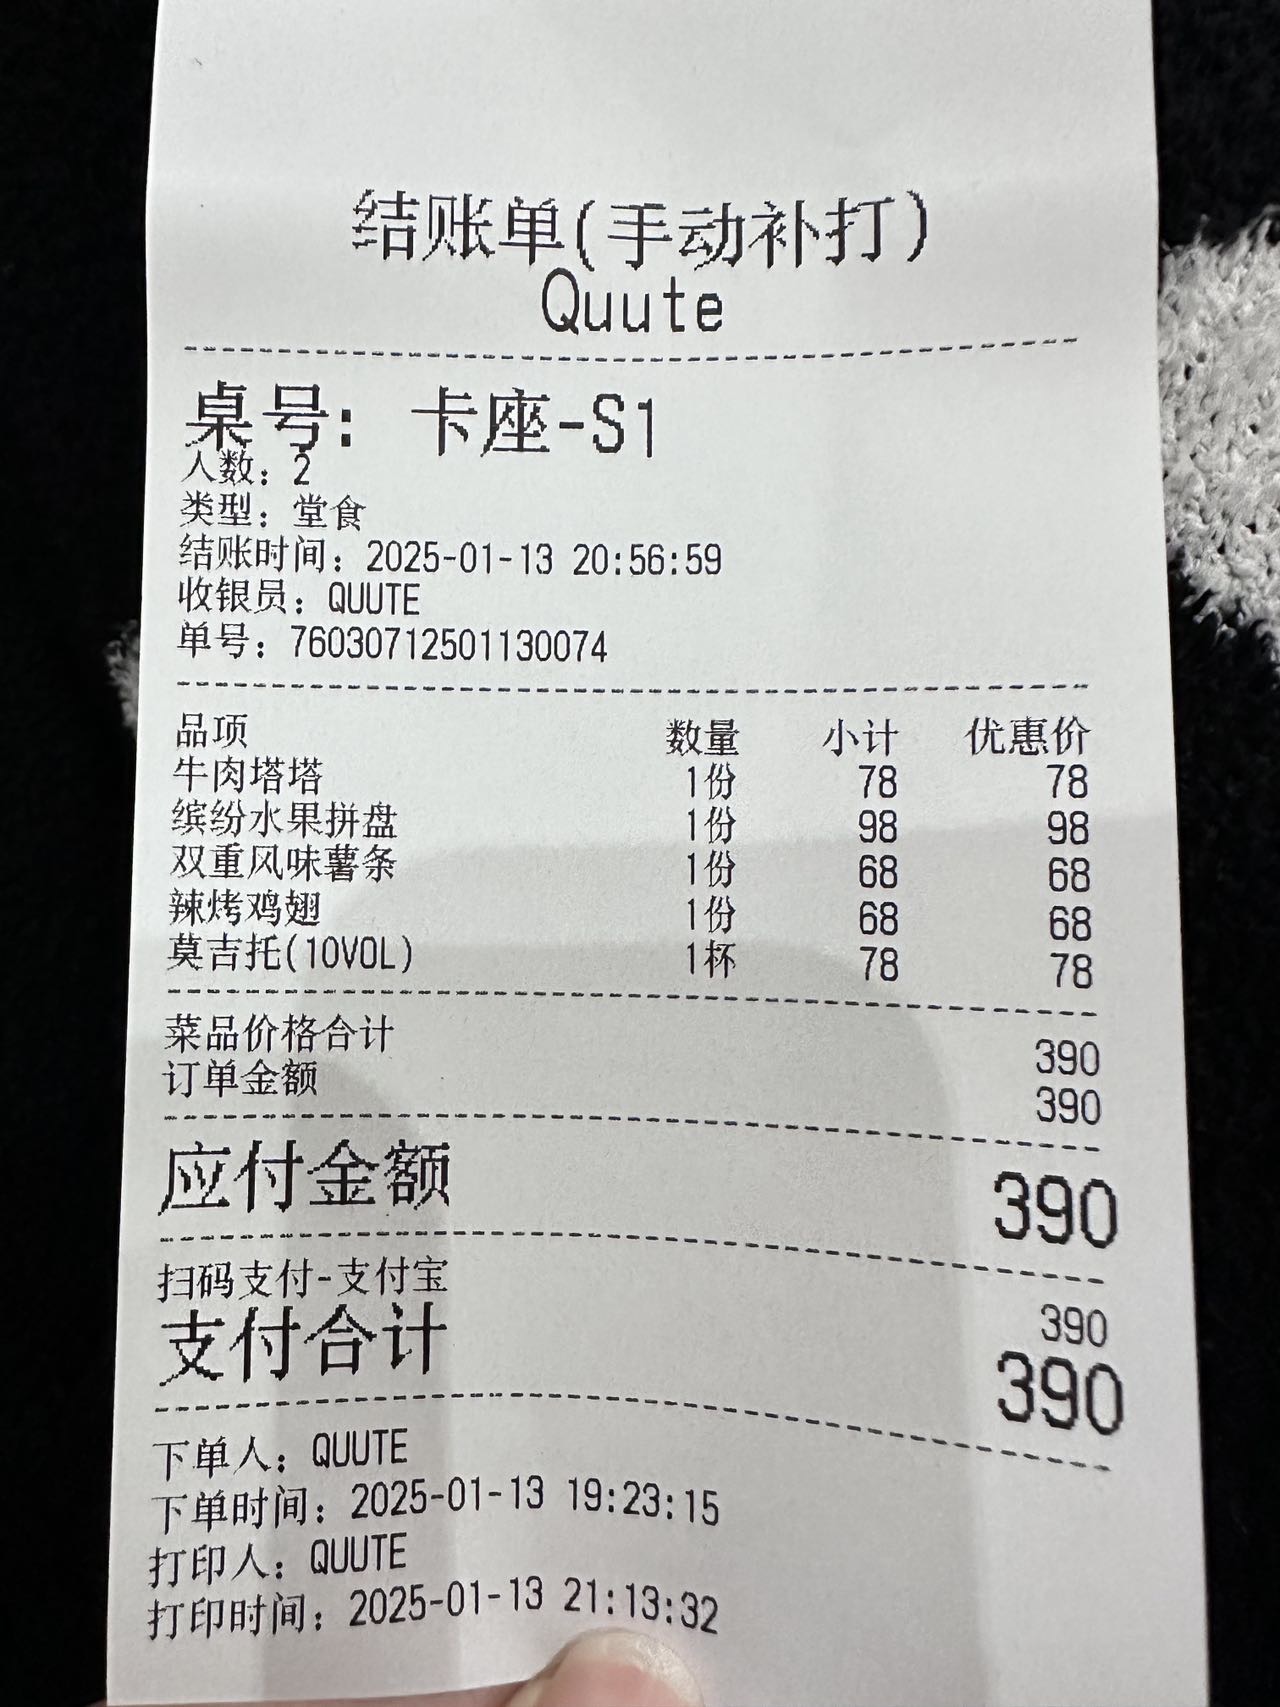 结账单(手动补打)
Quute
桌号: 卡座-S1
人数: 2
类型: 堂食
结账时间: 2025-01-13 20:56:59
收银员: QUUTE
单号: 76030712501130074
品项 数量 小计 优惠价
牛肉塔塔 1份 78 78
缤纷水果拼盘 1份 98 98
双重风味薯条 1份 68 68
辣烤鸡翅 1份 68 68
莫吉托(10VOL) 1杯 78 78
菜品价格合计 390
订单金额 390
应付金额 390
扫码支付-支付宝 390
支付合计 390
下单人: QUUTE
下单时间: 2025-01-13 19:23:15
打印人: QUUTE
打印时间: 2025-01-13 21:13:32